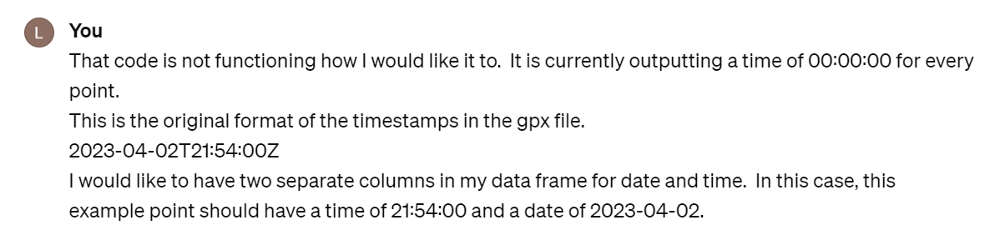 L
You
That code is not functioning how I would like it to.  It is currently outputting a time of 00:00:00 for every
point.
This is the original format of the timestamps in the gpx file.
2023-04-02T21:54:00Z
I would like to have two separate columns in my data frame for date and time.  In this case, this
example point should have a time of 21:54:00 and a date of 2023-04-02.